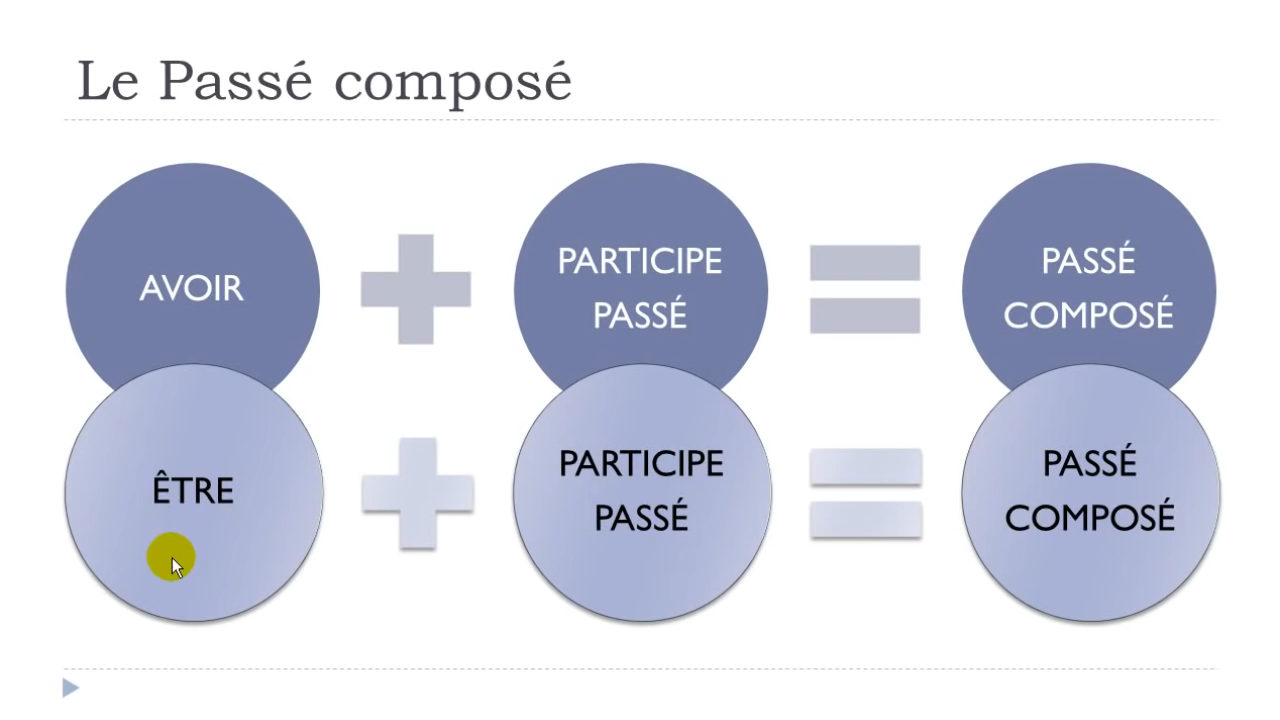 Le Passé composé
AVOIR
PARTICIPE
PASSÉ
PASSÉ
COMPOSÉ
ÊTRE
PARTICIPE
PASSÉ
PASSÉ
COMPOSÉ